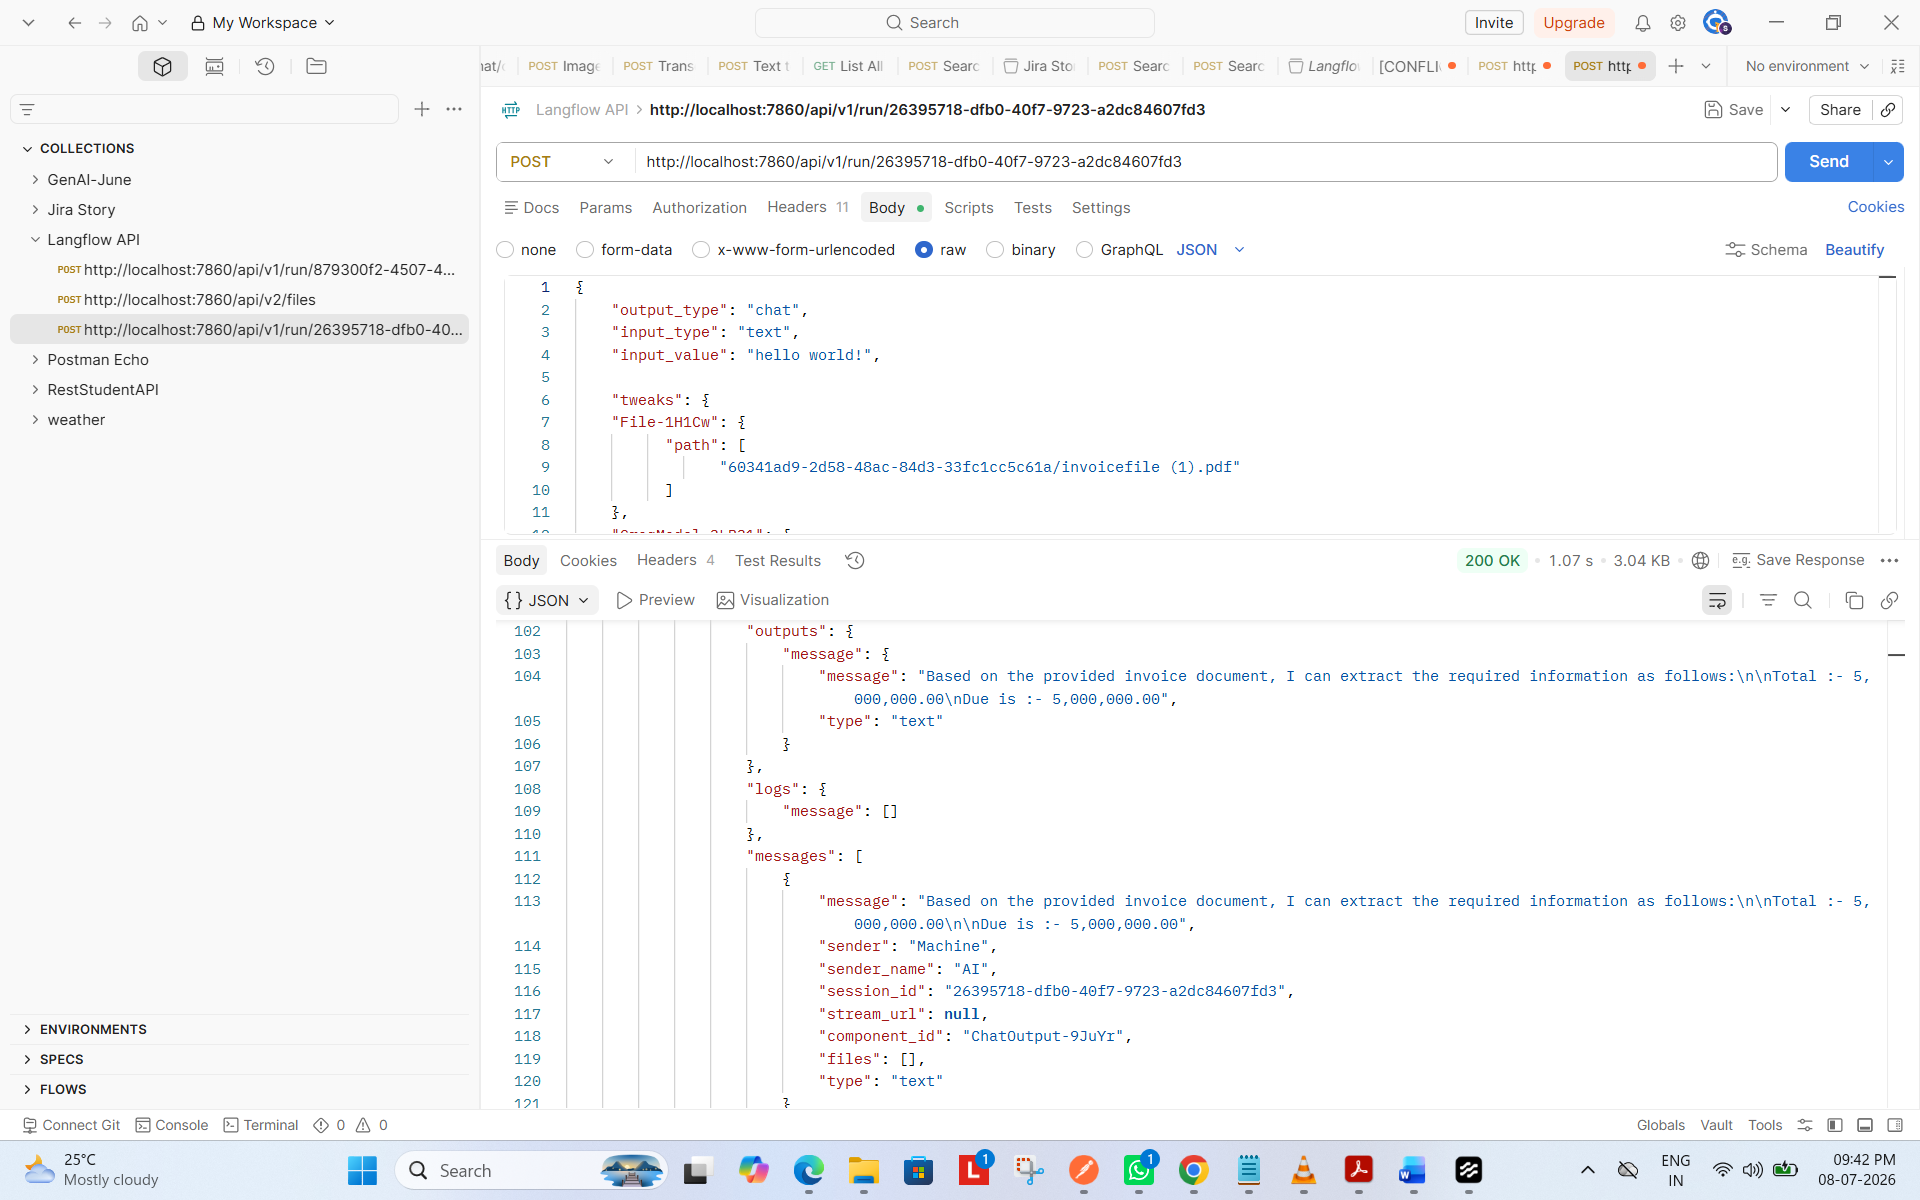 My Workspace
Search
Invite
Upgrade
nat/c
POST Image
POST Trans
POST Text t
GET List All
POST Searc
Jira Sto
POST Searc
POST Searc
Langflo
[CONFLI
POST http
POST http
No environment
Langflow API > http://localhost:7860/api/v1/run/26395718-dfb0-40f7-9723-a2dc84607fd3
Save
Share
COLLECTIONS
GenAI-June
Jira Story
Langflow API
POST http://localhost:7860/api/v1/run/879300f2-4507-4...
POST http://localhost:7860/api/v2/files
POST http://localhost:7860/api/v1/run/26395718-dfb0-40...
Postman Echo
RestStudentAPI
weather
ENVIRONMENTS
SPECS
FLOWS
POST
http://localhost:7860/api/v1/run/26395718-dfb0-40f7-9723-a2dc84607fd3
Send
Docs Params Authorization Headers 11 Body Scripts Tests Settings
Cookies
none form-data x-www-form-urlencoded raw binary GraphQL JSON
Schema Beautify
1 {
2 "output_type": "chat",
3 "input_type": "text",
4 "input_value": "hello world!",
5
6 "tweaks": {
7 "File-1H1Cw": {
8 "path": [
9 "60341ad9-2d58-48ac-84d3-33fc1cc5c61a/invoicefile (1).pdf"
10 ]
11 },
Body Cookies Headers 4 Test Results
200 OK 1.07 s 3.04 KB
e.g. Save Response
{} JSON Preview Visualization
102 "outputs": {
103 "message": {
104 "message": "Based on the provided invoice document, I can extract the required information as follows:\n\nTotal :- 5,
000,000.00\nDue is :- 5,000,000.00",
105 "type": "text"
106 }
107 },
108 "logs": {
109 "message": []
110 },
111 "messages": [
112 {
113 "message": "Based on the provided invoice document, I can extract the required information as follows:\n\nTotal :- 5,
000,000.00\n\nDue is :- 5,000,000.00",
114 "sender": "Machine",
115 "sender_name": "AI",
116 "session_id": "26395718-dfb0-40f7-9723-a2dc84607fd3",
117 "stream_url": null,
118 "component_id": "ChatOutput-9JuYr",
119 "files": [],
120 "type": "text"
121 }
Connect Git Console Terminal 0 0
Globals Vault Tools
25°C
Mostly cloudy
Search
1
1
ENG
IN
09:42 PM
08-07-2026